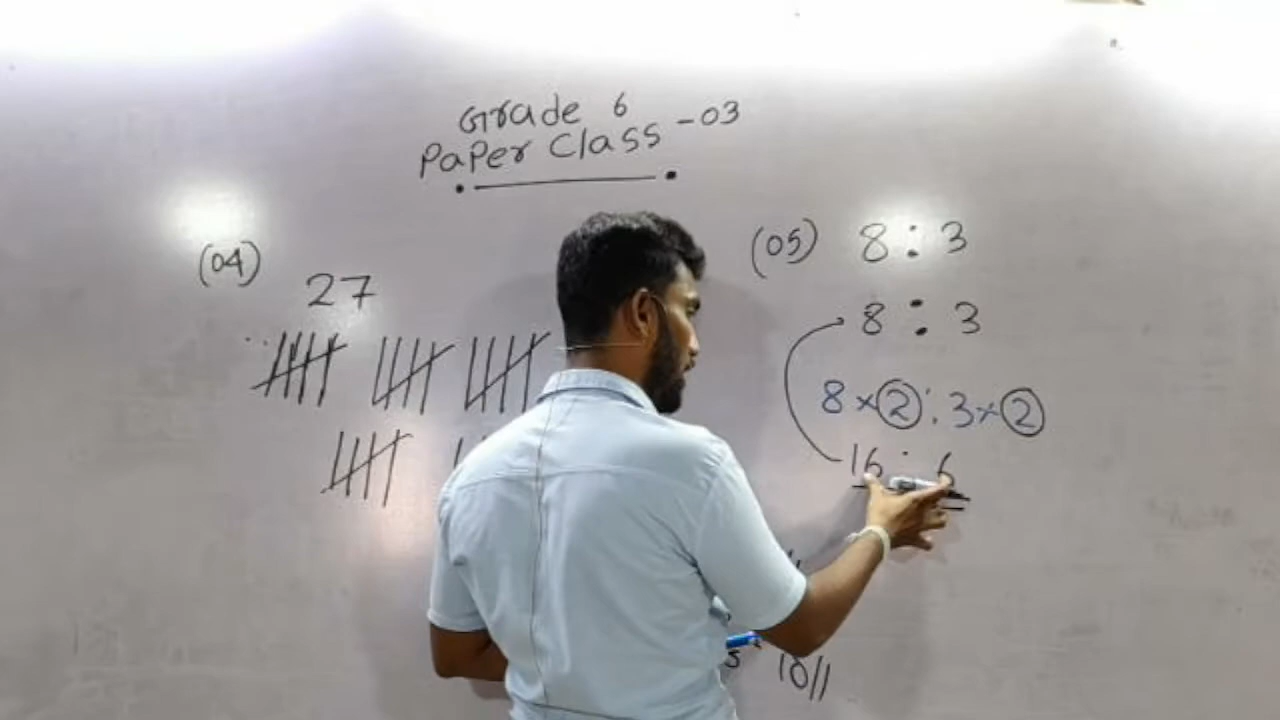 Grade 6
Paper Class -03
(04)
27
(05) 8 : 3
8 : 3
8 × 2 : 3 × 2
16 : 6
5
10//